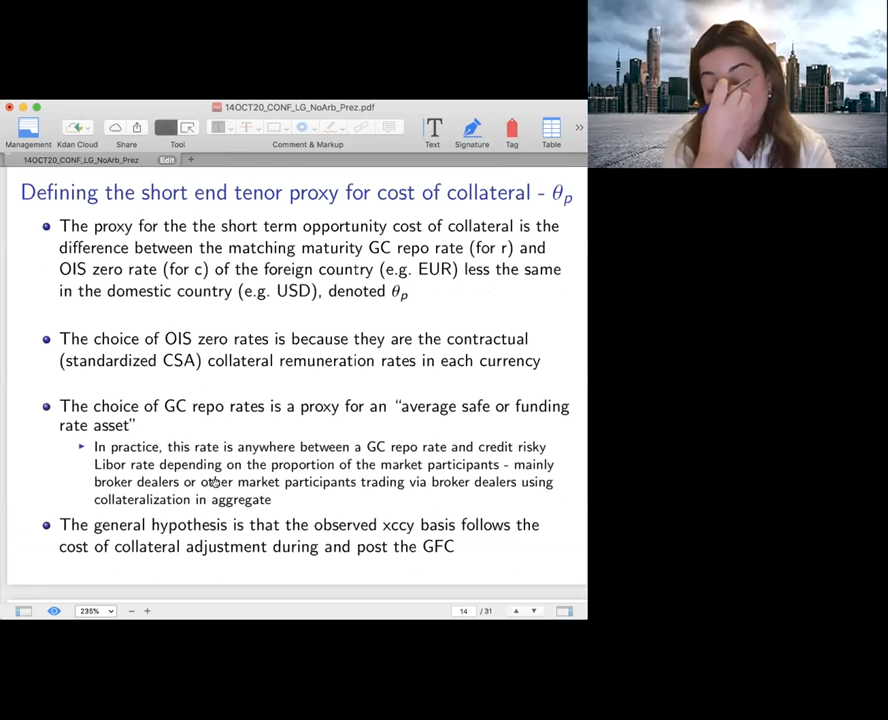 14OCT20_CONF_LG_NoArb_Prez.pdf
Management Kdan Cloud Share Tool Comment & Markup Text Signature Tag Table
14OCT20_CONF_LG_NoArb_Prez Edit
Defining the short end tenor proxy for cost of collateral - θp
The proxy for the the short term opportunity cost of collateral is the
difference between the matching maturity GC repo rate (for r) and
OIS zero rate (for c) of the foreign country (e.g. EUR) less the same
in the domestic country (e.g. USD), denoted θp
The choice of OIS zero rates is because they are the contractual
(standardized CSA) collateral remuneration rates in each currency
The choice of GC repo rates is a proxy for an “average safe or funding
rate asset”
In practice, this rate is anywhere between a GC repo rate and credit risky
Libor rate depending on the proportion of the market participants - mainly
broker dealers or other market participants trading via broker dealers using
collateralization in aggregate
The general hypothesis is that the observed xccy basis follows the
cost of collateral adjustment during and post the GFC
235% 14 / 31